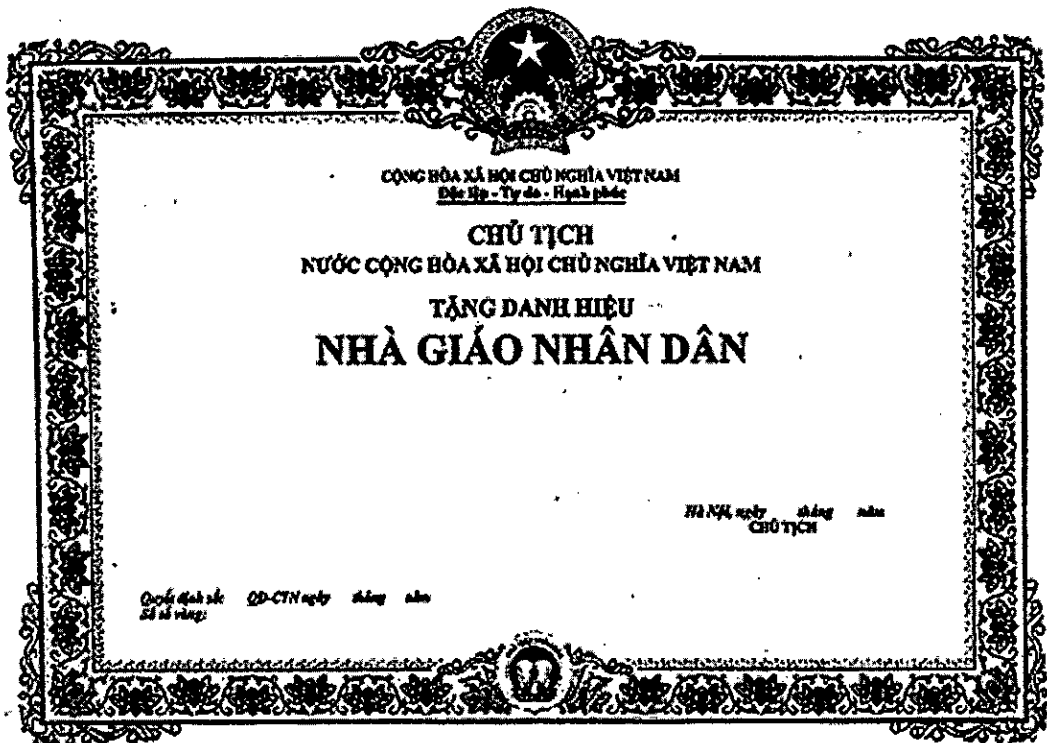 CỘNG HÒA XÃ HỘI CHỦ NGHĨA VIỆT NAM
Độc lập - Tự do - Hạnh phúc
CHỦ TỊCH
NƯỚC CỘNG HÒA XÃ HỘI CHỦ NGHĨA VIỆT NAM
TẶNG DANH HIỆU
NHÀ GIÁO NHÂN DÂN
Hà Nội, ngày tháng năm
CHỦ TỊCH
Quyết định số: QD-CTN ngày tháng năm
Số sổ vàng: